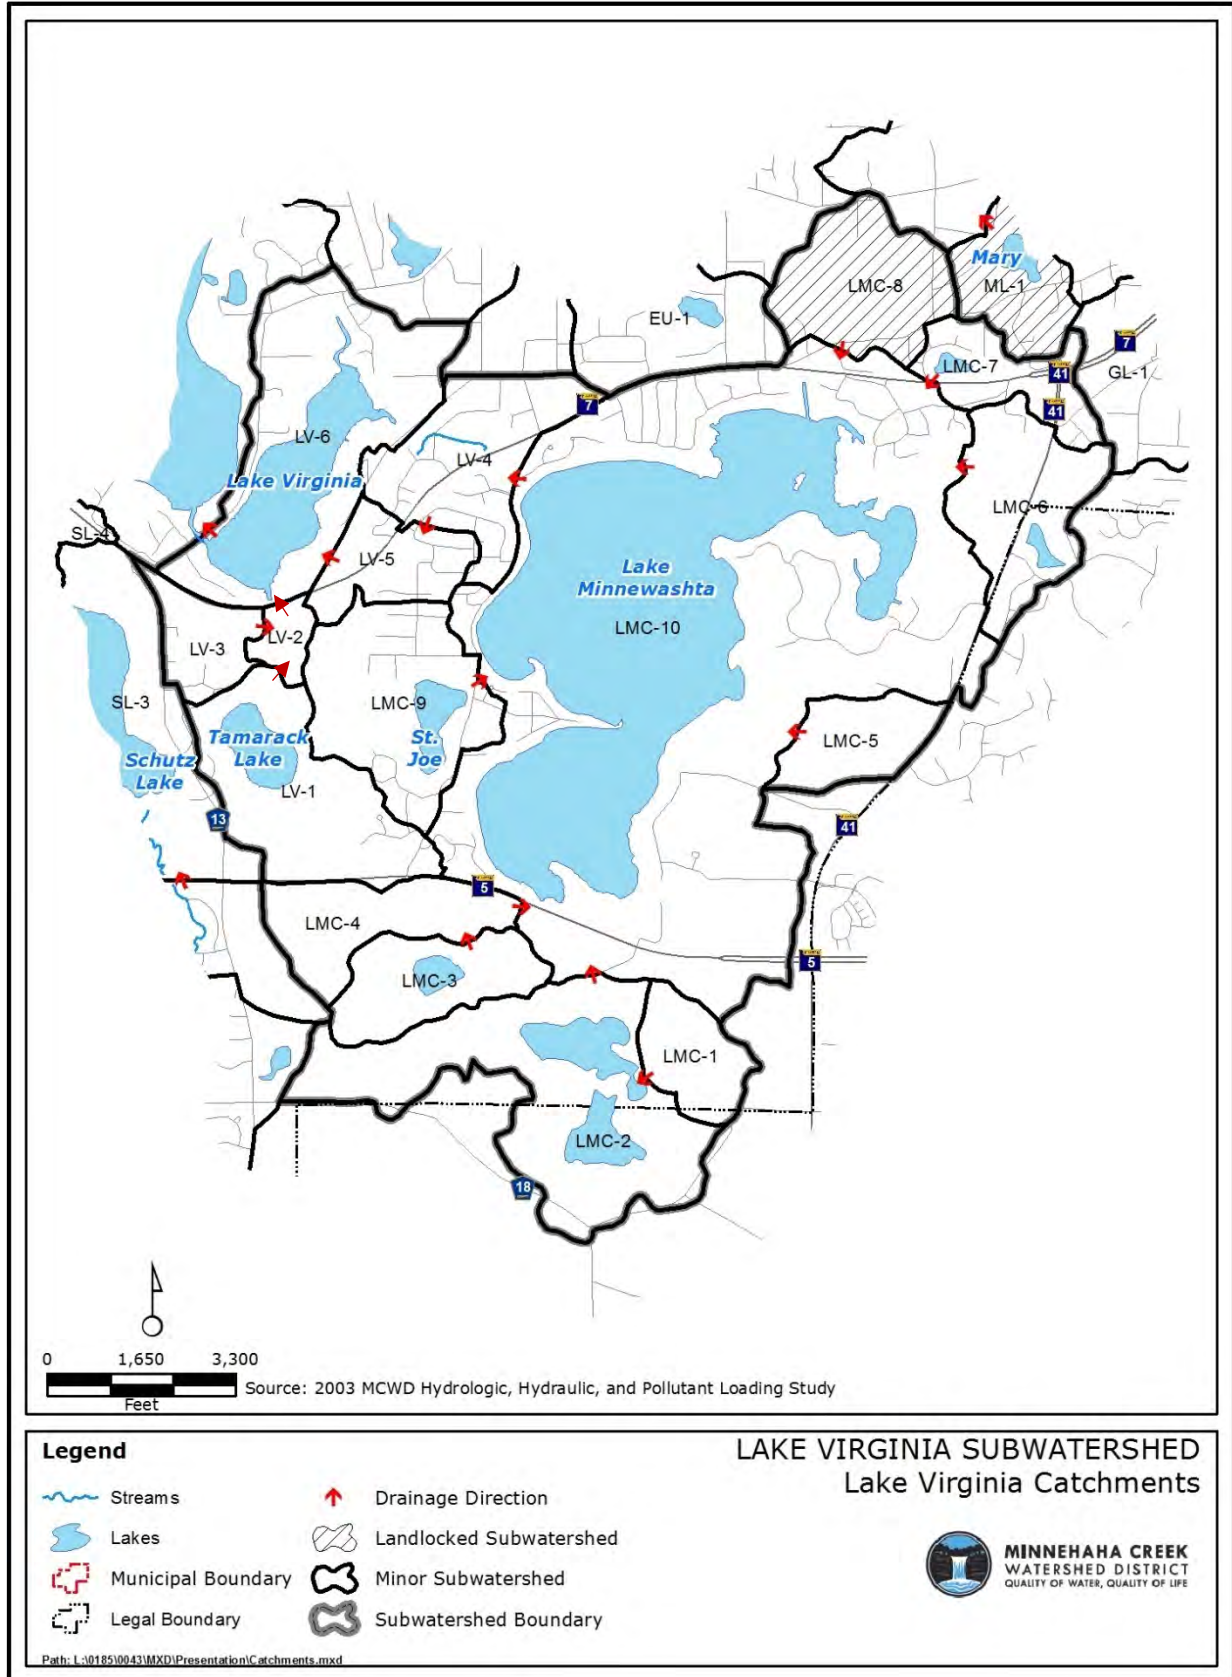 Mary
LMC-8
ML-1
EU-1
7
LMC-7
41
GL-1
7
41
LV-6
LV-4
Lake Virginia
LMC-6
SL-4
LV-5
Lake
Minnewashta
LMC-10
LV-2
LV-3
SL-3
LMC-9
Tamarack
Lake
St.
Joe
LMC-5
Schutz
Lake
LV-1
13
41
5
LMC-4
5
LMC-3
LMC-1
LMC-2
18
0 1,650 3,300
Feet
Source: 2003 MCWD Hydrologic, Hydraulic, and Pollutant Loading Study
LAKE VIRGINIA SUBWATERSHED
Lake Virginia Catchments
Legend
Streams
Lakes
Municipal Boundary
Legal Boundary
Drainage Direction
Landlocked Subwatershed
Minor Subwatershed
Subwatershed Boundary
MINNEHAHA CREEK
WATERSHED DISTRICT
QUALITY OF WATER, QUALITY OF LIFE
Path: L:\0185\0043\MXD\Presentation\Catchments.mxd